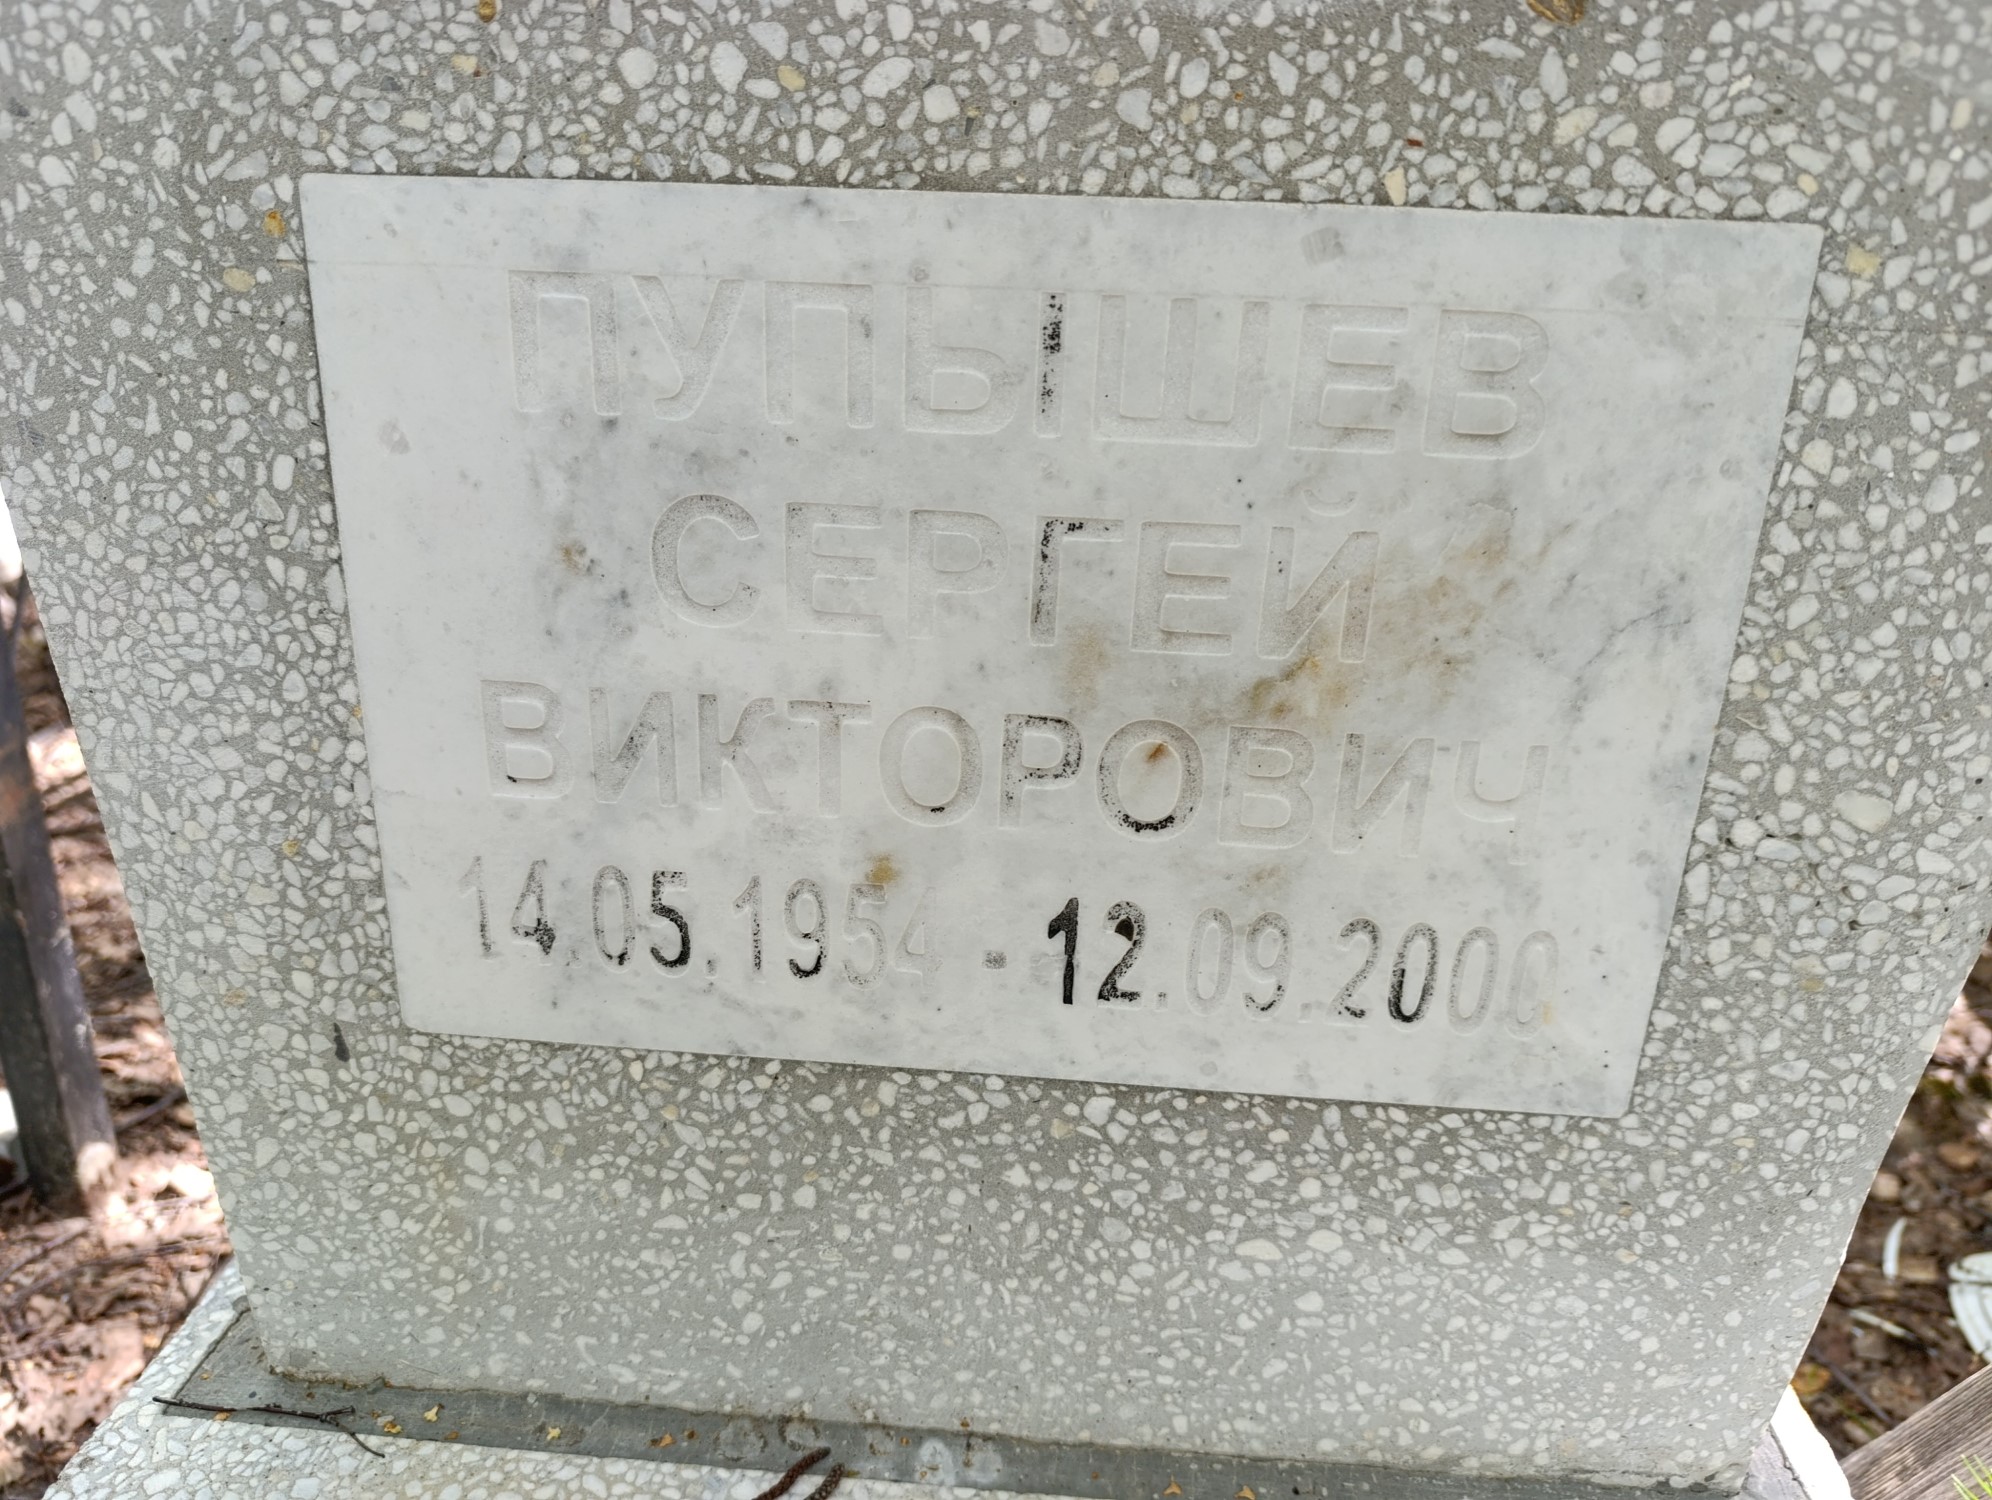 ПУПЫШЕВ
СЕРГЕЙ
ВИКТОРОВИЧ
14.05.1954 - 12.09.2000